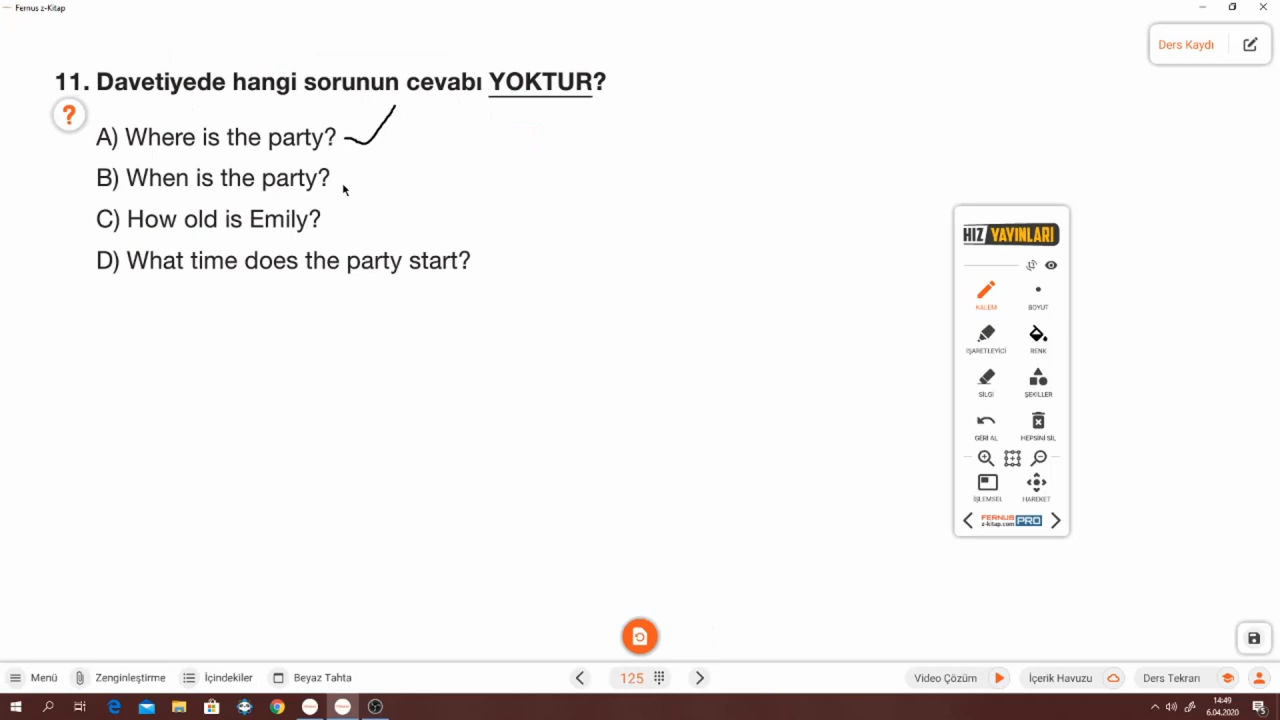 Fernus z-Kitap
Ders Kaydı
11. Davetiyede hangi sorunun cevabı YOKTUR?
?
A) Where is the party?
B) When is the party?
C) How old is Emily?
D) What time does the party start?
HIZ YAYINLARI
KALEM BOYUT
İŞARETLEYİCİ RENK
SİLGİ ŞEKİLLER
GERİ AL HEPSİNİ SİL
İŞLEMSEL HAREKET
FERNUS z-kitap.com PRO
Menü Zenginleştirme İçindekiler Beyaz Tahta 125 Video Çözüm İçerik Havuzu Ders Tekrarı
14:49
6.04.2020
5